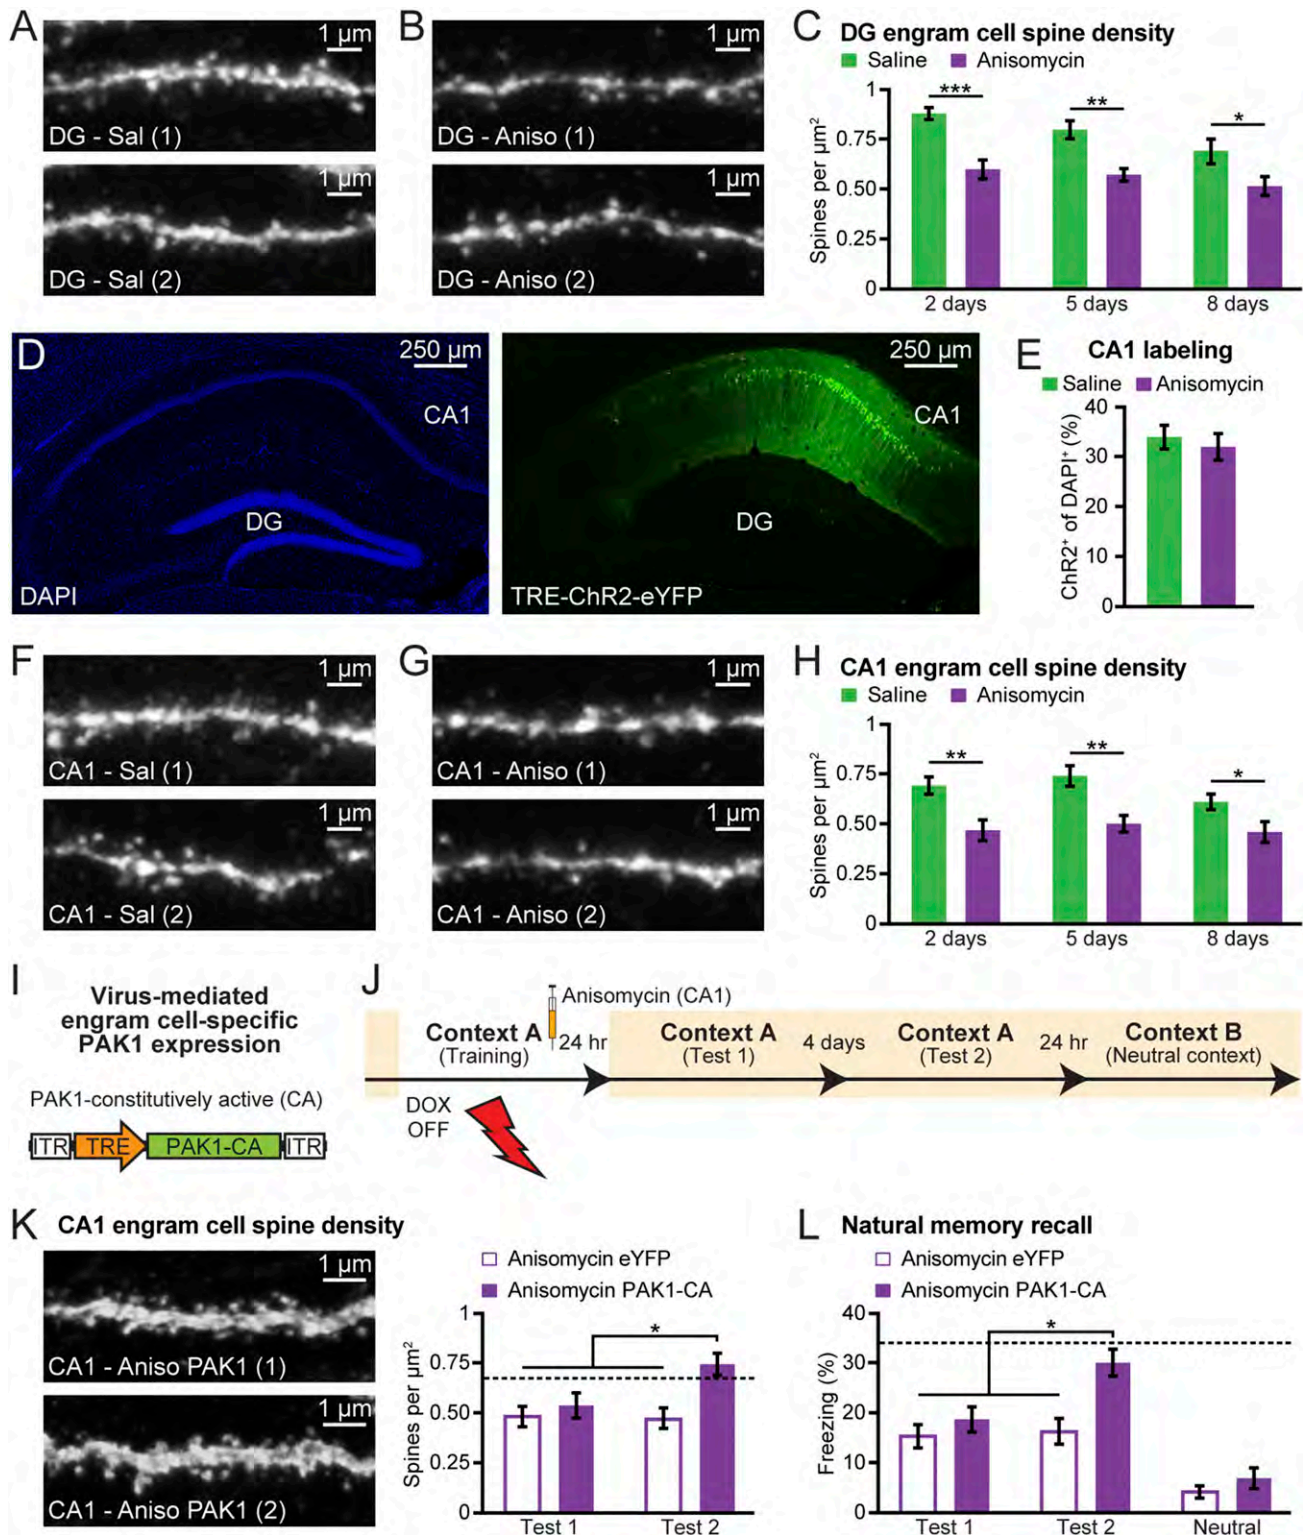 A
1 µm
DG - Sal (1)
1 µm
DG - Sal (2)
B
1 µm
DG - Aniso (1)
1 µm
DG - Aniso (2)
C
DG engram cell spine density
Saline
Anisomycin
Spines per µm²
1
0.75
0.50
0.25
0
***
**
*
2 days
5 days
8 days
D
250 µm
CA1
DG
DAPI
250 µm
CA1
DG
TRE-ChR2-eYFP
E
CA1 labeling
Saline
Anisomycin
ChR2⁺ of DAPI⁺ (%)
40
30
20
10
0
F
1 µm
CA1 - Sal (1)
1 µm
CA1 - Sal (2)
G
1 µm
CA1 - Aniso (1)
1 µm
CA1 - Aniso (2)
H
CA1 engram cell spine density
Saline
Anisomycin
Spines per µm²
1
0.75
0.50
0.25
0
**
**
*
2 days
5 days
8 days
I
Virus-mediated
engram cell-specific
PAK1 expression
PAK1-constitutively active (CA)
ITR
TRE
PAK1-CA
ITR
J
Anisomycin (CA1)
Context A
(Training)
24 hr
Context A
(Test 1)
4 days
Context A
(Test 2)
24 hr
Context B
(Neutral context)
DOX
OFF
K
CA1 engram cell spine density
1 µm
CA1 - Aniso PAK1 (1)
1 µm
CA1 - Aniso PAK1 (2)
Anisomycin eYFP
Anisomycin PAK1-CA
Spines per µm²
1
0.75
0.50
0.25
0
*
Test 1
Test 2
L
Natural memory recall
Anisomycin eYFP
Anisomycin PAK1-CA
Freezing (%)
40
30
20
10
0
*
Test 1
Test 2
Neutral